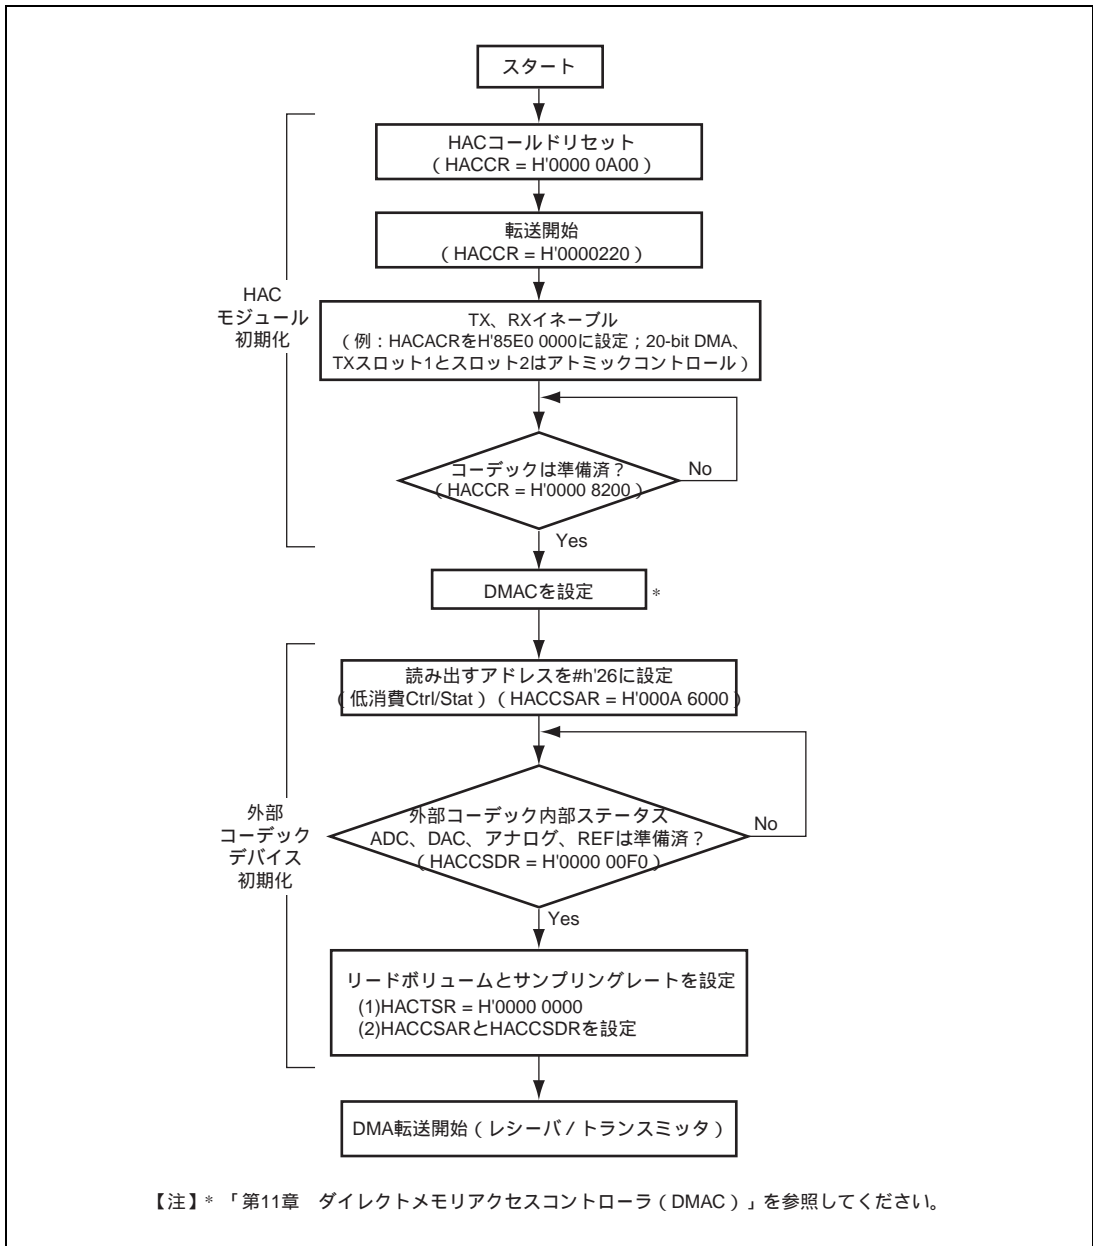 スタート
HACコールドリセット
（HACCR = H'0000 0A00）
転送開始
（HACCR = H'0000220）
HAC
モジュール
初期化
TX、RXイネーブル
（例：HACACRをH'85E0 0000に設定；20-bit DMA、
TXスロット1とスロット2はアトミックコントロール）
コーデックは準備済？
（HACCR = H'0000 8200）
No
Yes
DMACを設定 *
読み出すアドレスを#h'26に設定
（低消費Ctrl/Stat）（HACCSAR = H'000A 6000）
外部
コーデック
デバイス
初期化
外部コーデック内部ステータス
ADC、DAC、アナログ、REFは準備済？
（HACCSDR = H'0000 00F0）
No
Yes
リードボリュームとサンプリングレートを設定
(1)HACTSR = H'0000 0000
(2)HACCSARとHACCSDRを設定
DMA転送開始（レシーバ / トランスミッタ）
【注】* 「第11章　ダイレクトメモリアクセスコントローラ（DMAC）」を参照してください。